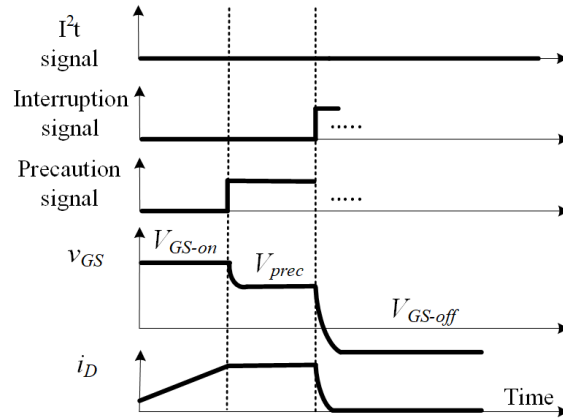 I²t
signal
Interruption
signal
.....
Precaution
signal
.....
vGS
VGS-on
Vprec
VGS-off
iD
Time